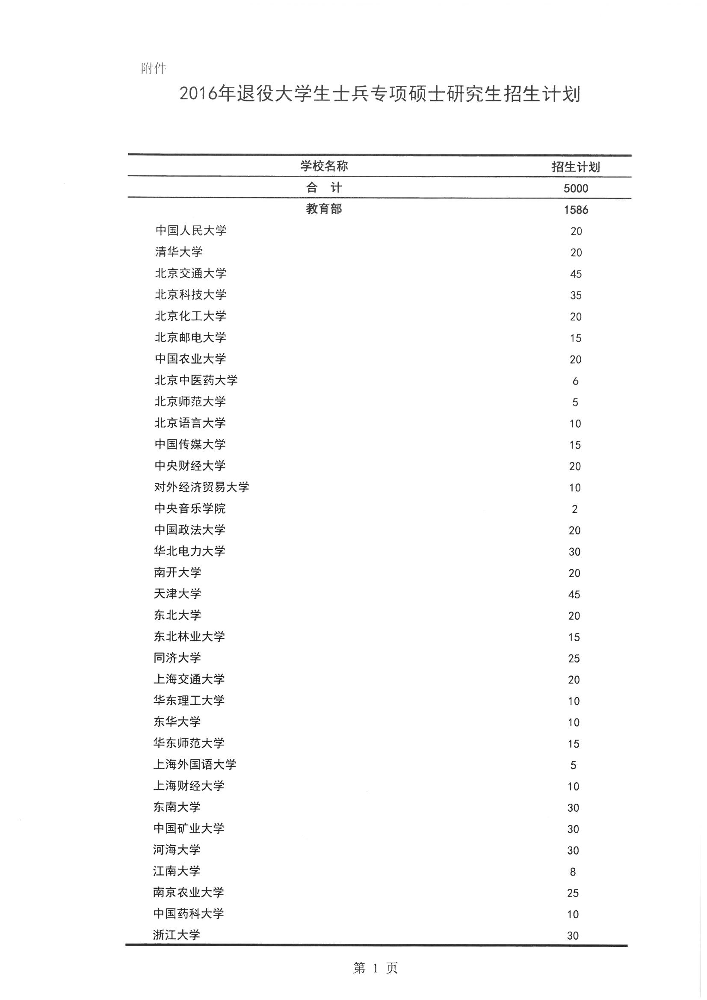 附件
2016年退役大学生士兵专项硕士研究生招生计划
学校名称 招生计划
合 计 5000
教育部 1586
中国人民大学 20
清华大学 20
北京交通大学 45
北京科技大学 35
北京化工大学 20
北京邮电大学 15
中国农业大学 20
北京中医药大学 6
北京师范大学 5
北京语言大学 10
中国传媒大学 15
中央财经大学 20
对外经济贸易大学 10
中央音乐学院 2
中国政法大学 20
华北电力大学 30
南开大学 20
天津大学 45
东北大学 20
东北林业大学 15
同济大学 25
上海交通大学 20
华东理工大学 10
东华大学 10
华东师范大学 15
上海外国语大学 5
上海财经大学 10
东南大学 30
中国矿业大学 30
河海大学 30
江南大学 8
南京农业大学 25
中国药科大学 10
浙江大学 30
第 1 页